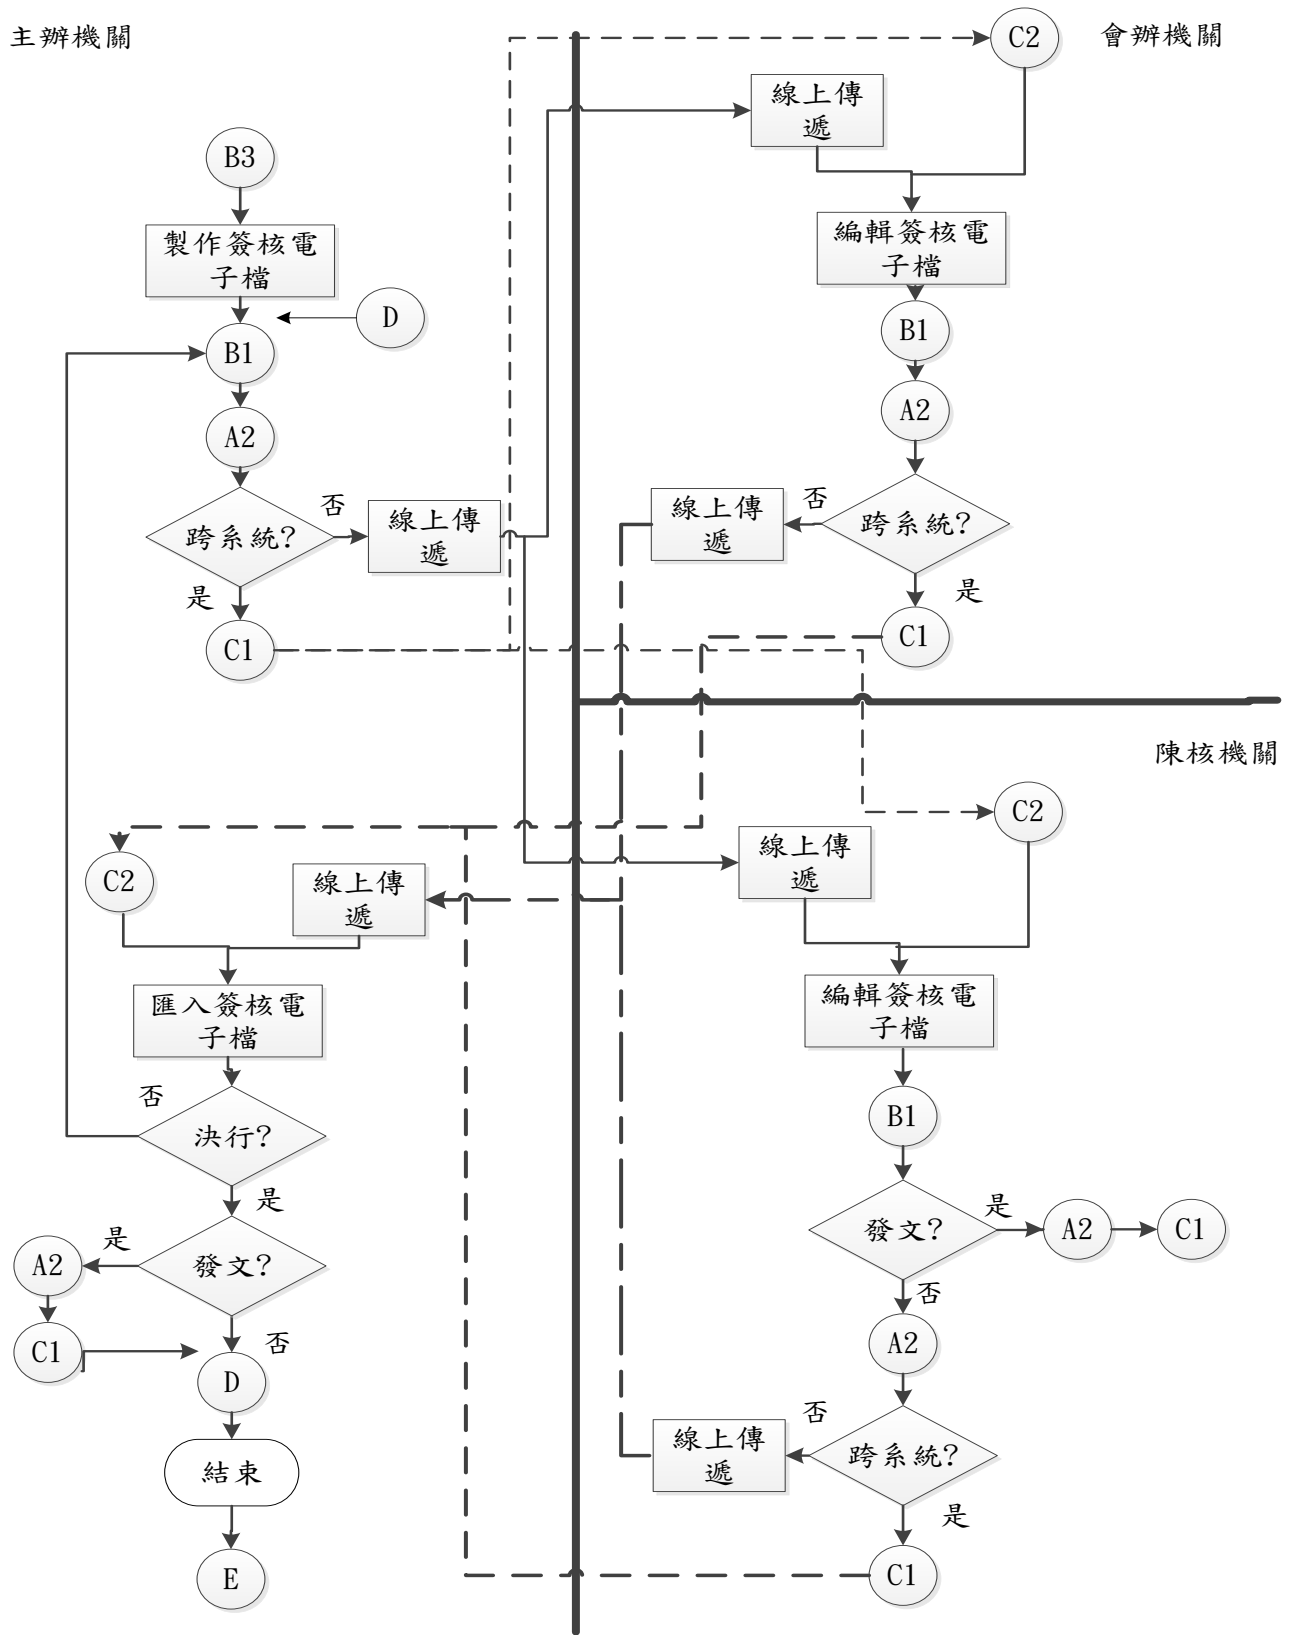 主辦機關
B3
製作簽核電
子檔
D
B1
A2
跨系統?
否
線上傳
遞
是
C1
C2
線上傳
遞
匯入簽核電
子檔
否
決行?
是
是
發文?
A2
否
C1
D
結束
E
C2
會辦機關
線上傳
遞
編輯簽核電
子檔
B1
A2
否
線上傳
遞
跨系統?
是
C1
陳核機關
C2
線上傳
遞
編輯簽核電
子檔
B1
是
發文?
A2
C1
否
A2
否
線上傳
遞
跨系統?
是
C1